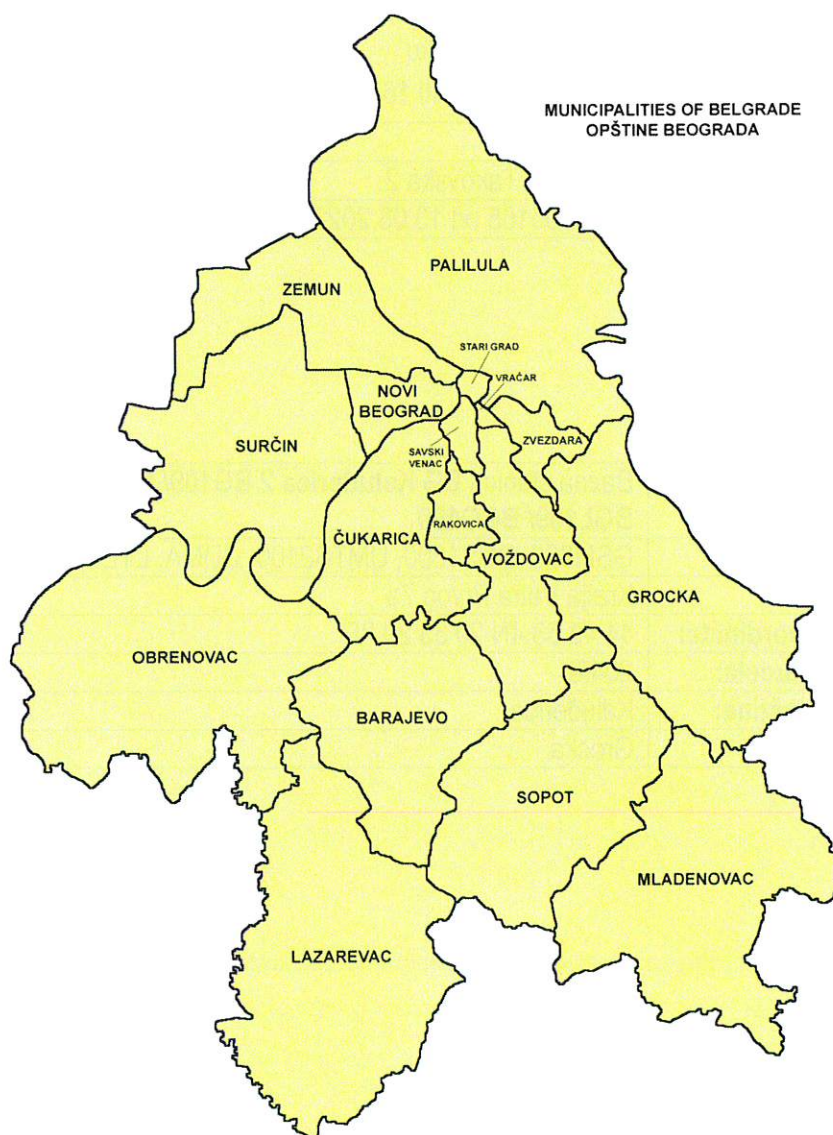 MUNICIPALITIES OF BELGRADE
OPŠTINE BEOGRADA
PALILULA
ZEMUN
STARI GRAD
VRAČAR
NOVI
BEOGRAD
ZVEZDARA
SURČIN
SAVSKI
VENAC
RAKOVICA
ČUKARICA
VOŽDOVAC
GROCKA
OBRENOVAC
BARAJEVO
SOPOT
MLADENOVAC
LAZAREVAC